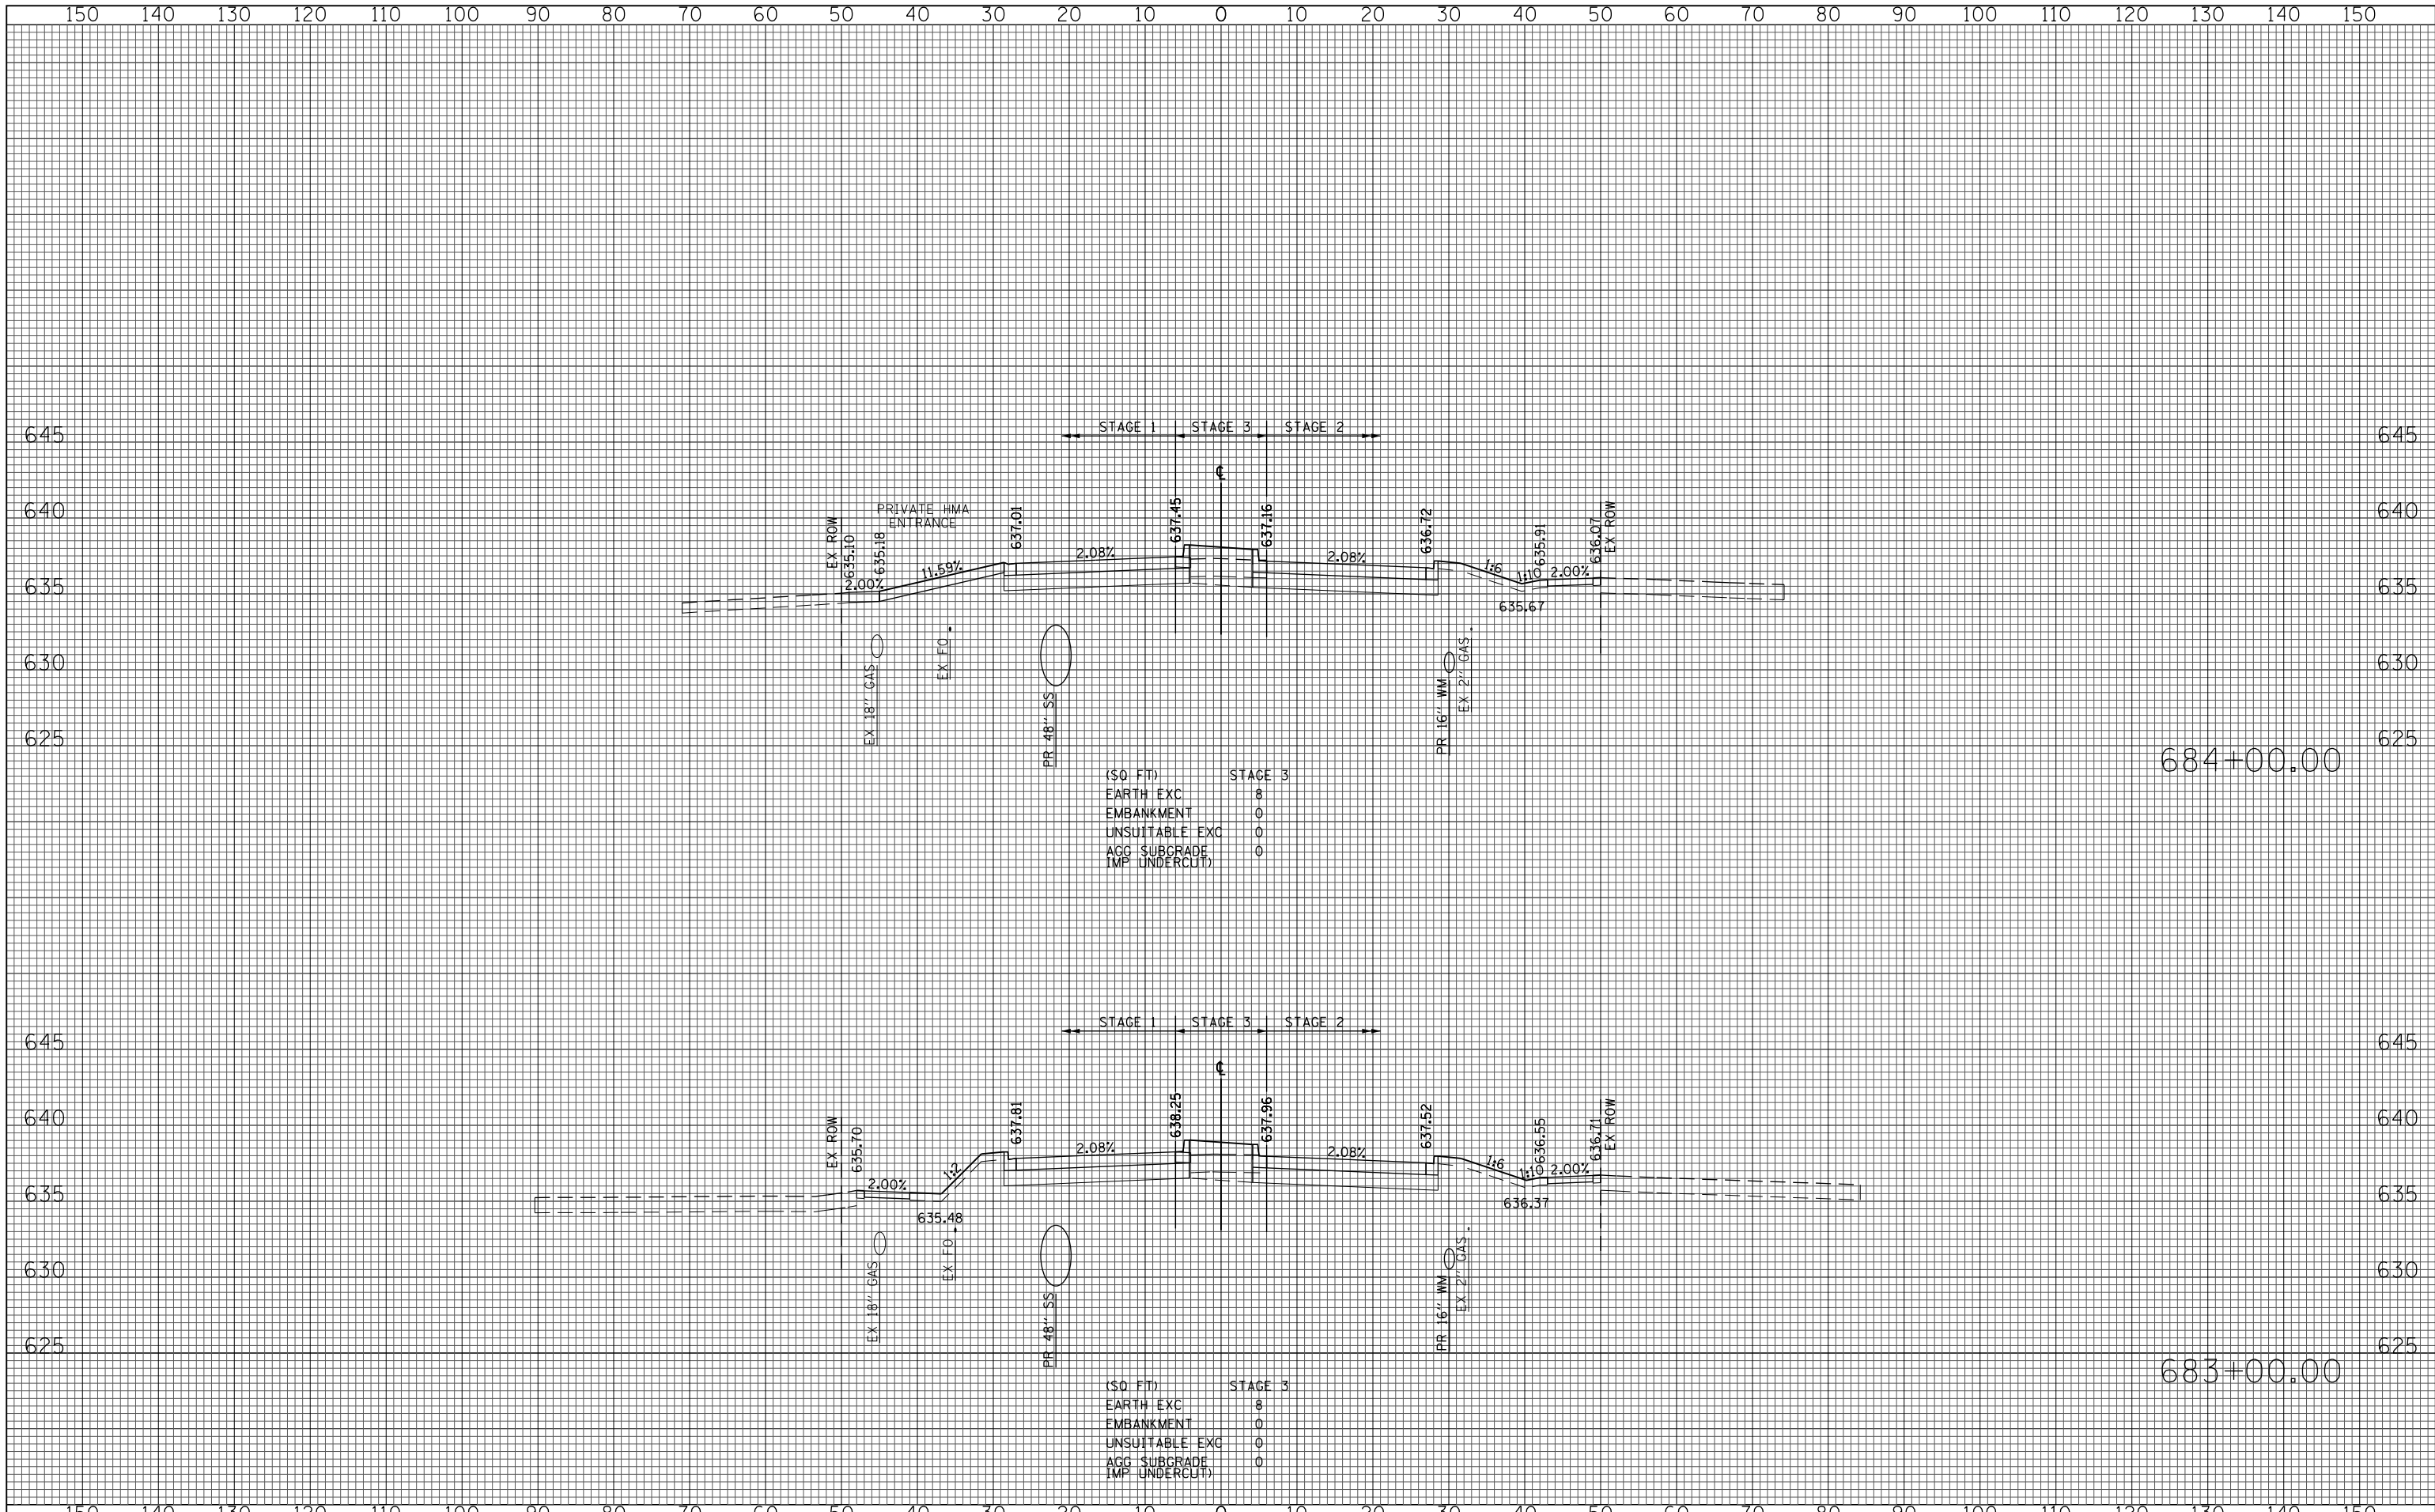 150 140 130 120 110 100 90 80 70 60 50 40 30 20 10 0 10 20 30 40 50 60 70 80 90 100 110 120 130 140 150
645 STAGE 1 STAGE 3 STAGE 2 645
℄
640 640
PRIVATE HMA
ENTRANCE
EX ROW
635.10
635.18
637.01
637.45
637.16
636.72
635.91
636.07
EX ROW
2.00% 11.59% 2.08% 2.08% 1:6 1:10 2.00%
635 635
635.67
630 630
EX 18" GAS
EX FO
PR 48" SS
PR 16" WM
EX 2" GAS
625 625
684+00.00
(SQ FT) STAGE 3
EARTH EXC 8
EMBANKMENT 0
UNSUITABLE EXC 0
AGG SUBGRADE 0
IMP UNDERCUT)
645 STAGE 1 STAGE 3 STAGE 2 645
℄
640 640
EX ROW
635.70
637.81
638.25
637.96
637.52
636.55
636.71
EX ROW
2.00% 1:2 2.08% 2.08% 1:6 1:10 2.00%
635 635
635.48 636.37
630 630
EX 18" GAS
EX FO
PR 48" SS
PR 16" WM
EX 2" GAS
625 625
683+00.00
(SQ FT) STAGE 3
EARTH EXC 8
EMBANKMENT 0
UNSUITABLE EXC 0
AGG SUBGRADE 0
IMP UNDERCUT)
150 140 130 120 110 100 90 80 70 60 50 40 30 20 10 0 10 20 30 40 50 60 70 80 90 100 110 120 130 140 150